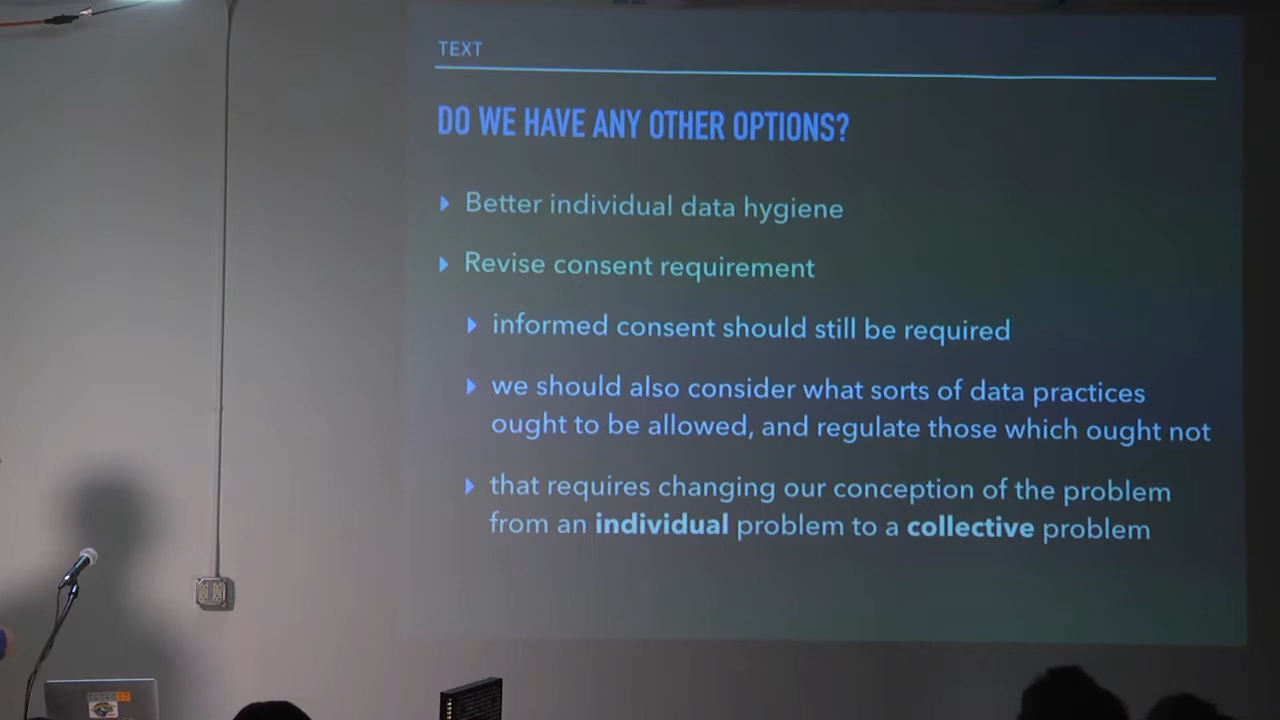 TEXT
DO WE HAVE ANY OTHER OPTIONS?
Better individual data hygiene
Revise consent requirement
informed consent should still be required
we should also consider what sorts of data practices
ought to be allowed, and regulate those which ought not
that requires changing our conception of the problem
from an individual problem to a collective problem